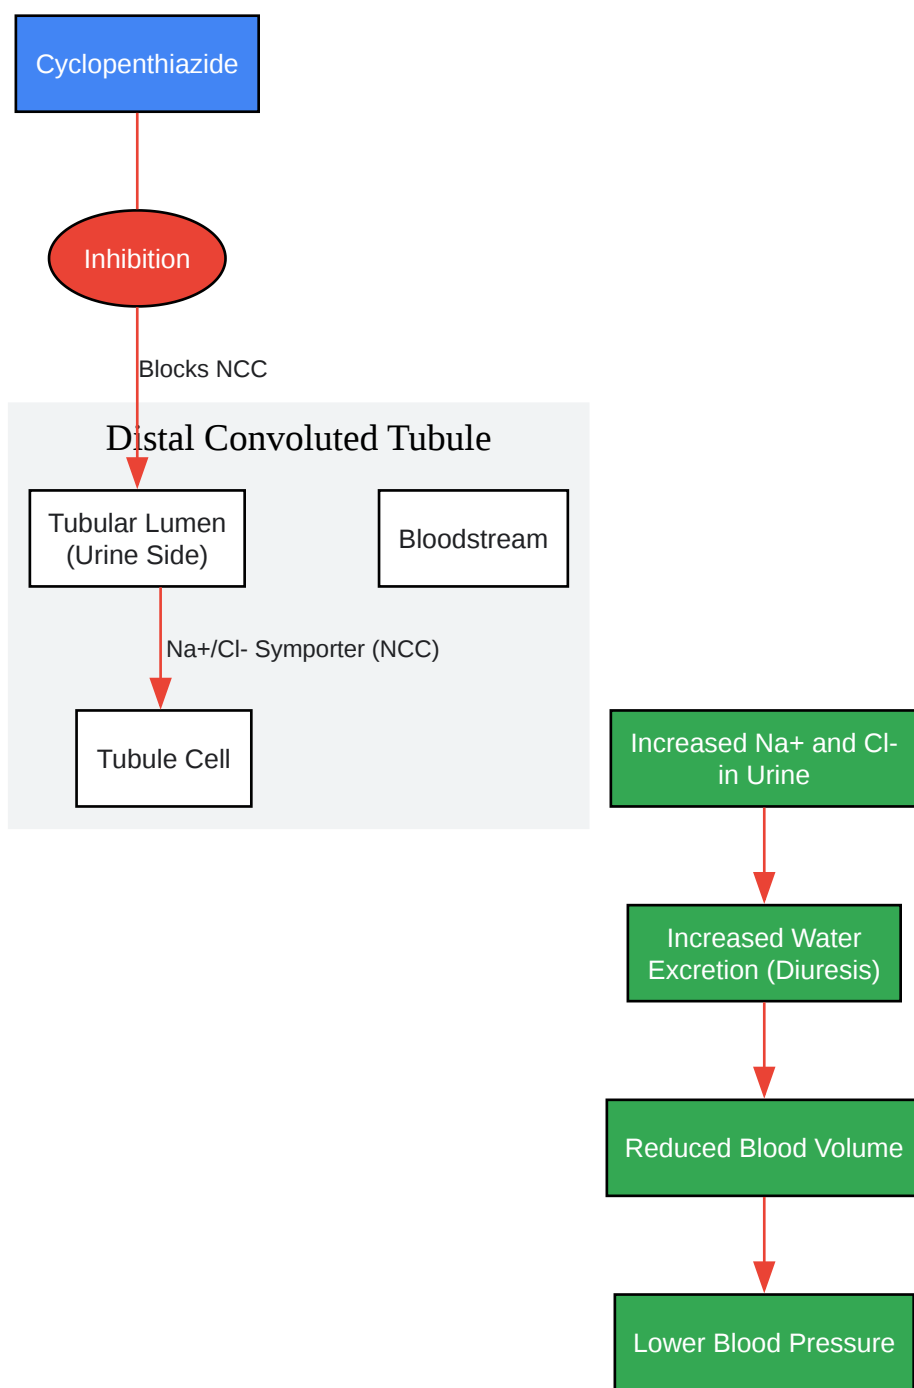 Cyclopenthiazide
Inhibition
Blocks NCC
Distal Convoluted Tubule
Tubular Lumen
(Urine Side)
Bloodstream
Na+/Cl- Symporter (NCC)
Tubule Cell
Increased Na+ and Cl-
in Urine
Increased Water
Excretion (Diuresis)
Reduced Blood Volume
Lower Blood Pressure